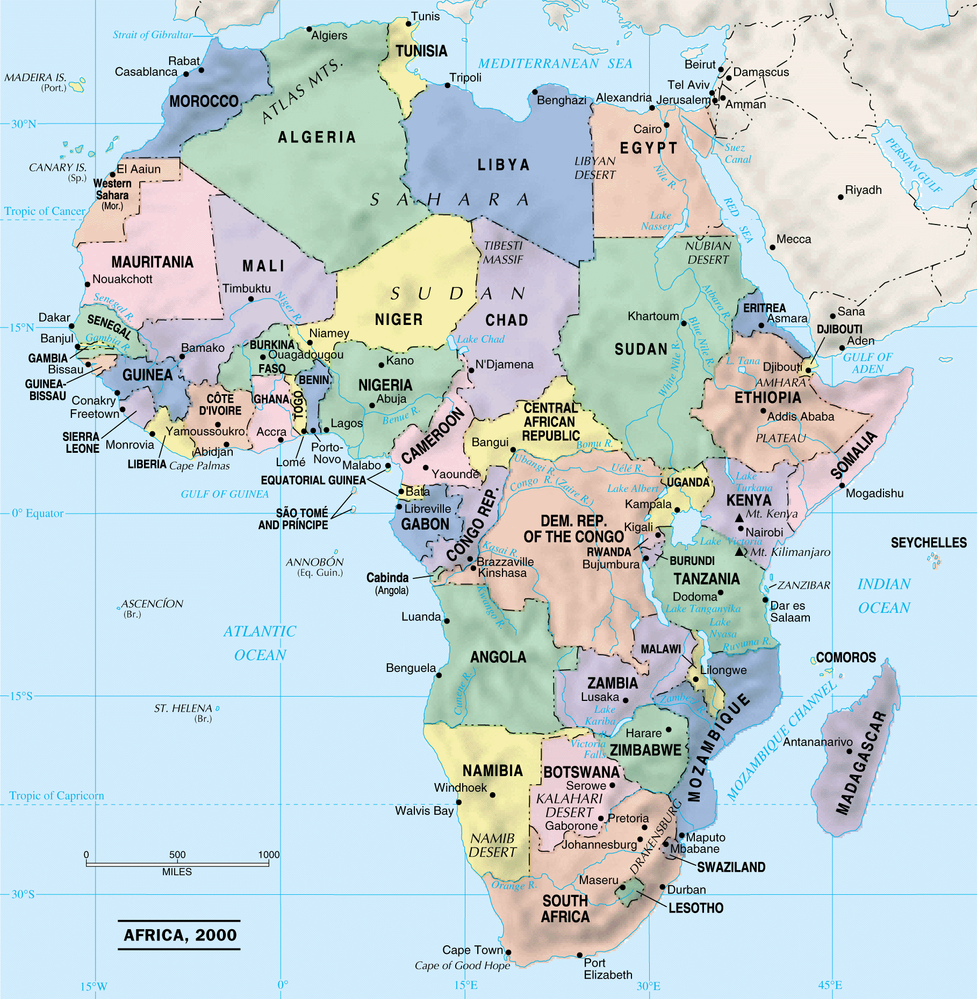 Tunis
Strait of Gibraltar
Algiers
TUNISIA
Rabat
Casablanca
MADEIRA IS.
(Port.)
ATLAS MTS.
MEDITERRANEAN SEA
Beirut
Damascus
Tripoli
Tel Aviv
MOROCCO
Benghazi
Alexandria
Jerusalem
Amman
30°N
Cairo
ALGERIA
EGYPT
Suez
Canal
PERSIAN GULF
LIBYA
LIBYAN
DESERT
Nile R.
CANARY IS.
(Sp.)
El Aaiun
Western
Sahara
(Mor.)
Riyadh
SAHARA
RED SEA
Tropic of Cancer
Lake
Nasser
Mecca
TIBESTI
MASSIF
NUBIAN
DESERT
MAURITANIA
MALI
Nouakchott
Timbuktu
SUDAN
Senegal R.
Niger R.
Atbara R.
ERITREA
Asmara
Sana
Dakar
SENEGAL
NIGER
CHAD
Khartoum
Blue Nile R.
15°N
DJIBOUTI
Banjul
Gambia R.
Niamey
Lake Chad
Aden
GAMBIA
Bamako
BURKINA
FASO
Ouagadougou
SUDAN
GULF OF
ADEN
Bissau
Kano
N'Djamena
White Nile R.
L. Tana
Djibouti
GUINEA-
BISSAU
GUINEA
BENIN
NIGERIA
AMHARA
PLATEAU
Conakry
CÔTE
D'IVOIRE
GHANA
TOGO
Abuja
ETHIOPIA
Freetown
Benue R.
CENTRAL
AFRICAN
REPUBLIC
Addis Ababa
SIERRA
LEONE
Yamoussoukro
Accra
Lagos
CAMEROON
SOMALIA
Monrovia
Abidjan
Lomé
Porto-
Novo
Bangui
Bomu R.
LIBERIA
Cape Palmas
Malabo
Yaoundé
Ubangi R.
Uélé R.
EQUATORIAL GUINEA
UGANDA
Lake
Turkana
Congo R. (Zaire R.)
Lake Albert
GULF OF GUINEA
Bata
Mogadishu
Libreville
Kampala
KENYA
0° Equator
SÃO TOMÉ
AND PRÍNCIPE
GABON
CONGO REP.
DEM. REP.
OF THE CONGO
Kigali
Mt. Kenya
Nairobi
Lake Victoria
SEYCHELLES
Kasai R.
RWANDA
Mt. Kilimanjaro
ANNOBÓN
(Eq. Guin.)
Brazzaville
Kinshasa
Bujumbura
BURUNDI
Cabinda
(Angola)
TANZANIA
ZANZIBAR
INDIAN
OCEAN
Kwango R.
Dodoma
ASCENCÍON
(Br.)
Lake Tanganyika
Dar es
Salaam
Luanda
ATLANTIC
OCEAN
Lake
Nyasa
Ruvuma R.
MALAWI
ANGOLA
COMOROS
Benguela
Lilongwe
Cunene R.
ZAMBIA
Lusaka
15°S
Zambezi R.
ST. HELENA
(Br.)
Lake
Kariba
MOZAMBIQUE
MOZAMBIQUE CHANNEL
Harare
Victoria
Falls
ZIMBABWE
Antananarivo
MADAGASCAR
NAMIBIA
BOTSWANA
Windhoek
Serowe
Tropic of Capricorn
KALAHARI
DESERT
Walvis Bay
Gaborone
Pretoria
DRAKENSBURG
NAMIB
DESERT
Johannesburg
Maputo
Mbabane
SWAZILAND
0 500 1000
MILES
Orange R.
Maseru
Durban
30°S
SOUTH
AFRICA
LESOTHO
AFRICA, 2000
Cape Town
Cape of Good Hope
Port
Elizabeth
15°W
0°
15°E
30°E
45°E